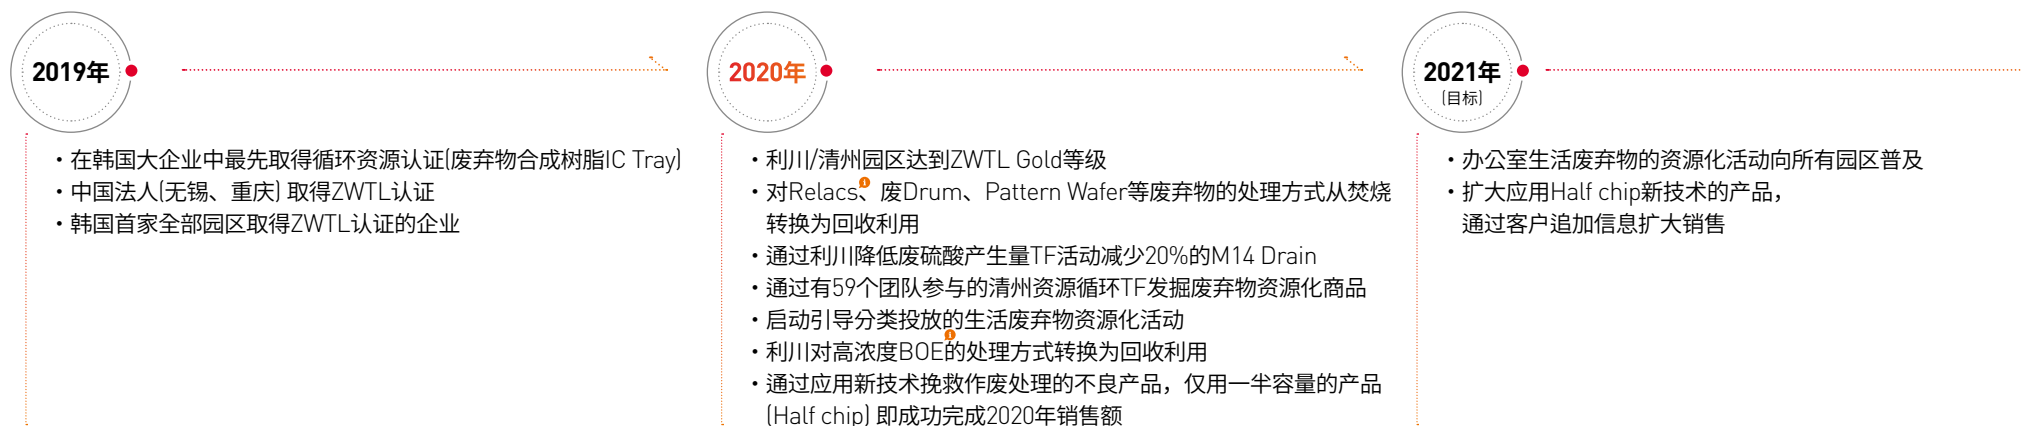 2019年
・在韩国大企业中最先取得循环资源认证(废弃物合成树脂IC Tray)
・中国法人(无锡、重庆) 取得ZWTL认证
・韩国首家全部园区取得ZWTL认证的企业
2020年
・利川/清州园区达到ZWTL Gold等级
・对Relacs、废Drum、Pattern Wafer等废弃物的处理方式从焚烧
转换为回收利用
・通过利川降低废硫酸产生量TF活动减少20%的M14 Drain
・通过有59个团队参与的清州资源循环TF发掘废弃物资源化商品
・启动引导分类投放的生活废弃物资源化活动
・利川对高浓度BOE的处理方式转换为回收利用
・通过应用新技术挽救作废处理的不良产品，仅用一半容量的产品
(Half chip) 即成功完成2020年销售额
2021年
(目标)
・办公室生活废弃物的资源化活动向所有园区普及
・扩大应用Half chip新技术的产品，
通过客户追加信息扩大销售